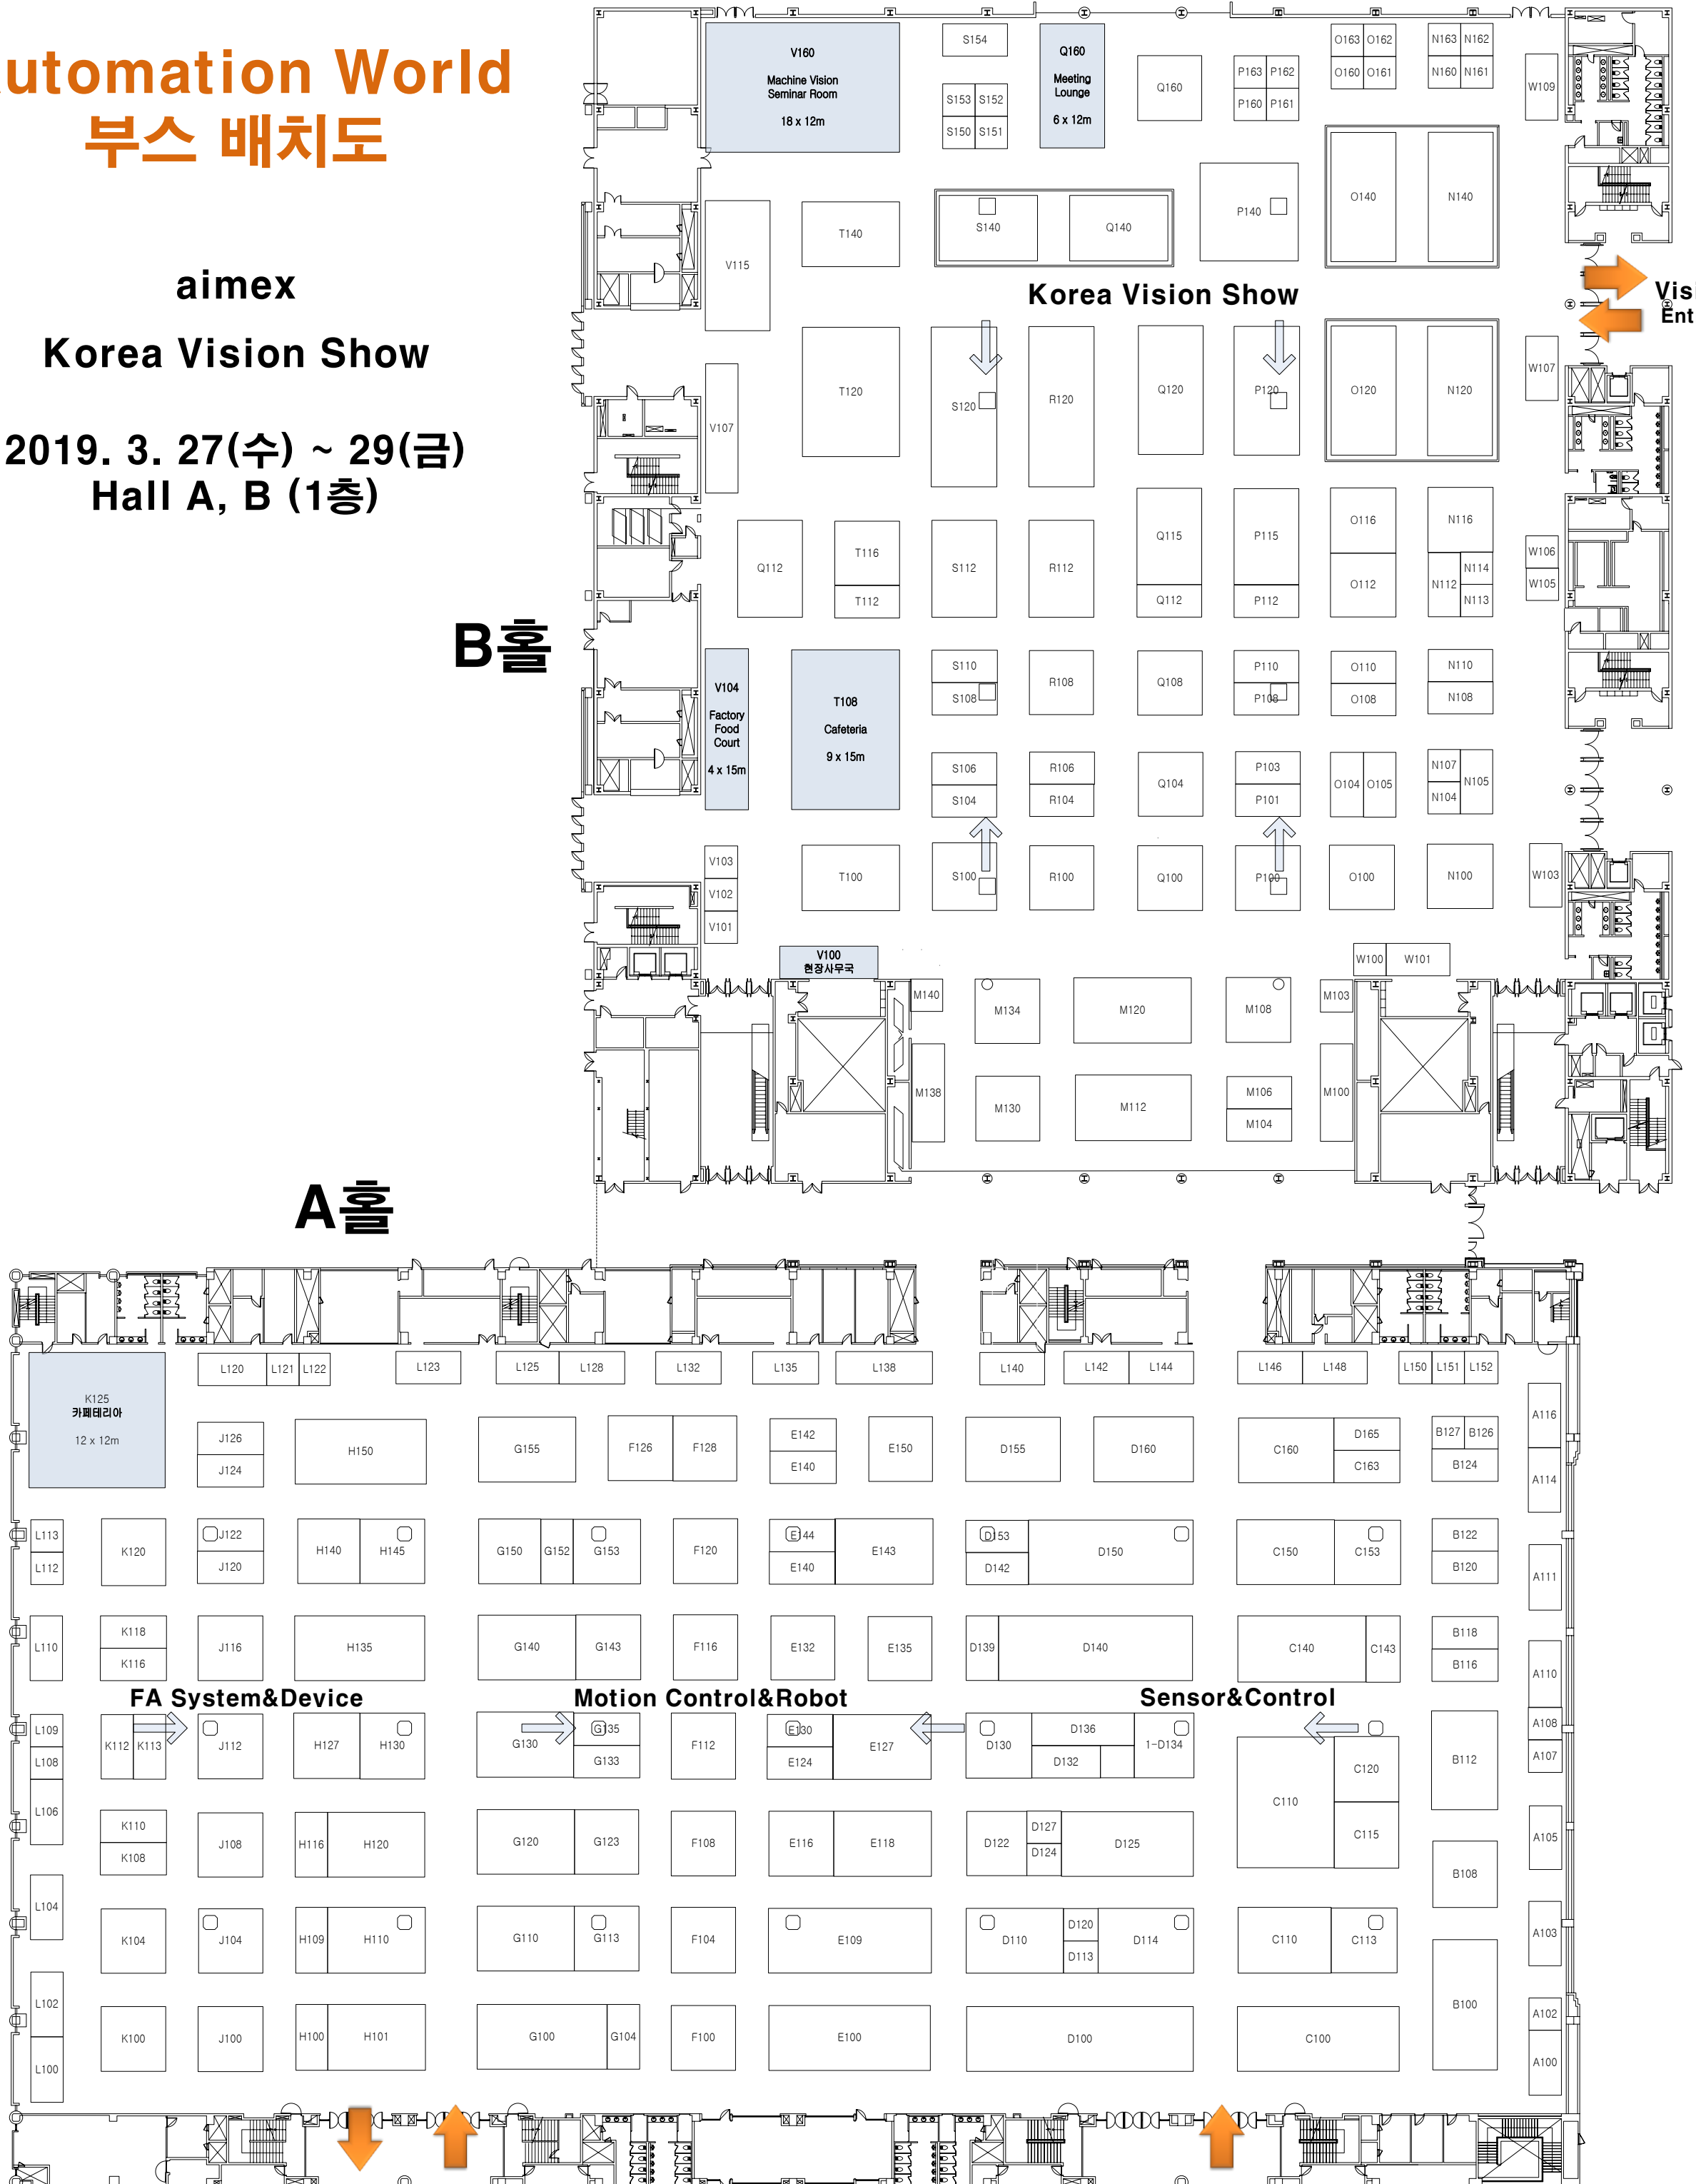 utomation World
부스 배치도
aimex
Korea Vision Show
2019. 3. 27(수) ~ 29(금)
Hall A, B (1층)
B홀
A홀
V160
Machine Vision
Seminar Room
18 x 12m
S154
S153 S152
S150 S151
Q160
Meeting
Lounge
6 x 12m
Q160
P163 P162
P160 P161
O163 O162
O160 O161
N163 N162
N160 N161
W109
V115
T140
S140
Q140
P140
O140
N140
Korea Vision Show
Visi
Ent
V107
T120
S120
R120
Q120
P120
O120
N120
W107
Q112
T116
T112
S112
R112
Q115
Q112
P115
P112
O116
O112
N116
N112
N114
N113
W106
W105
V104
Factory
Food
Court
4 x 15m
T108
Cafeteria
9 x 15m
S110
S108
R108
Q108
P110
P108
O110
O108
N110
N108
S106
S104
R106
R104
Q104
P103
P101
O104 O105
N107
N104
N105
V103
V102
V101
T100
S100
R100
Q100
P100
O100
N100
W103
V100
현장사무국
W100 W101
M140
M134
M120
M108
M103
M138
M130
M112
M106
M104
M100
K125
카페테리아
12 x 12m
L120 L121 L122
L123
L125 L128
L132
L135
L138
L140
L142 L144
L146 L148
L150 L151 L152
J126
J124
H150
G155
F126 F128
E142
E140
E150
D155
D160
C160
D165
C163
B127 B126
B124
A116
A114
L113
L112
K120
J122
J120
H140 H145
G150 G152 G153
F120
E144
E140
E143
D153
D142
D150
C150 C153
B122
B120
A111
L110
K118
K116
J116
H135
G140 G143
F116
E132
E135
D139 D140
C140 C143
B118
B116
A110
FA System&Device
Motion Control&Robot
Sensor&Control
L109
L108
L106
K112 K113
J112
H127 H130
G130
G135
G133
F112
E130
E124
E127
D130
D136
D132
1-D134
C110
C120
C115
B112
A108
A107
K110
K108
J108
H116 H120
G120 G123
F108
E116 E118
D122
D127
D124
D125
B108
A105
L104
K104
J104
H109 H110
G110 G113
F104
E109
D110
D120
D113
D114
C110 C113
A103
L102
L100
K100
J100
H100 H101
G100 G104
F100
E100
D100
C100
B100
A102
A100